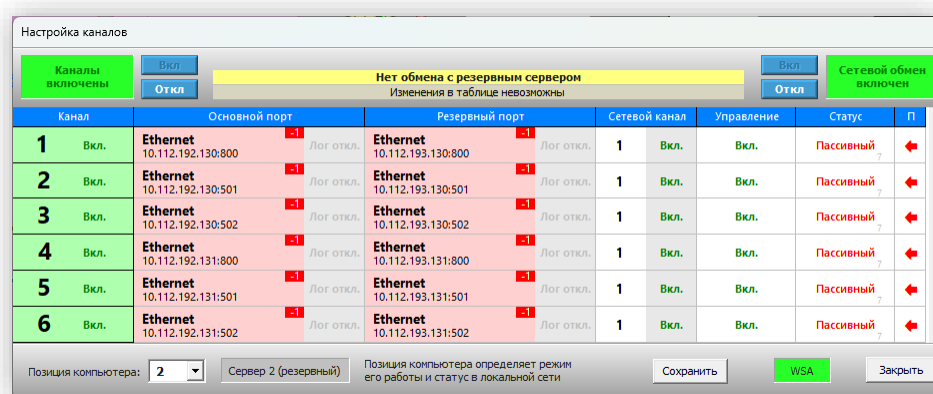 Настройка каналов
Каналы включены
Вкл
Откл
Нет обмена с резервным сервером
Изменения в таблице невозможны
Вкл
Откл
Сетевой обмен включен
Канал Основной порт Резервный порт Сетевой канал Управление Статус П
1 Вкл. Ethernet 10.112.192.130:800 -1 Лог откл. Ethernet 10.112.193.130:800 -1 Лог откл. 1 Вкл. Вкл. Пассивный 7
2 Вкл. Ethernet 10.112.192.130:501 -1 Лог откл. Ethernet 10.112.193.130:501 -1 Лог откл. 1 Вкл. Вкл. Пассивный 7
3 Вкл. Ethernet 10.112.192.130:502 -1 Лог откл. Ethernet 10.112.193.130:502 -1 Лог откл. 1 Вкл. Вкл. Пассивный 7
4 Вкл. Ethernet 10.112.192.131:800 -1 Лог откл. Ethernet 10.112.193.131:800 -1 Лог откл. 1 Вкл. Вкл. Пассивный 7
5 Вкл. Ethernet 10.112.192.131:501 -1 Лог откл. Ethernet 10.112.193.131:501 -1 Лог откл. 1 Вкл. Вкл. Пассивный 7
6 Вкл. Ethernet 10.112.192.131:502 -1 Лог откл. Ethernet 10.112.193.131:502 -1 Лог откл. 1 Вкл. Вкл. Пассивный 7
Позиция компьютера: 2 Сервер 2 (резервный)
Позиция компьютера определяет режим
его работы и статус в локальной сети
Сохранить WSA Закрыть